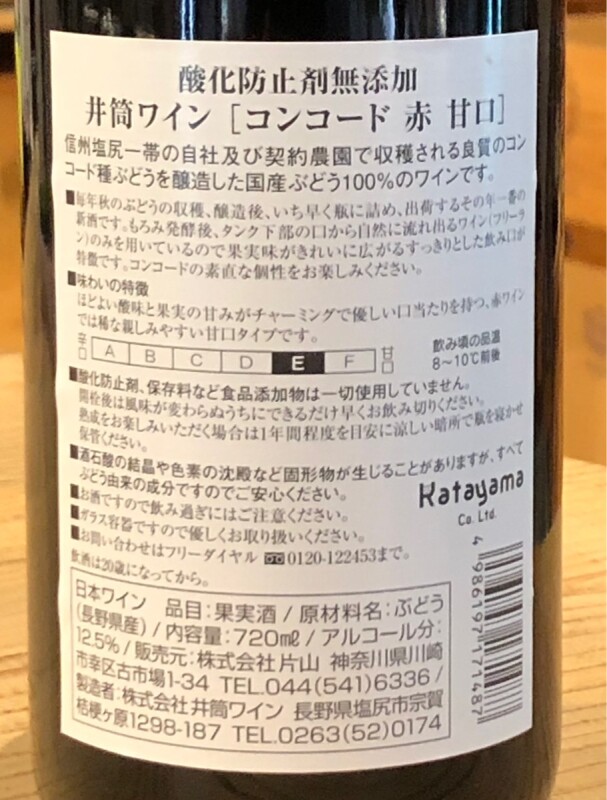 酸化防止剤無添加
井筒ワイン［コンコード 赤 甘口］
信州塩尻一帯の自社及び契約農園で収穫される良質のコン
コード種ぶどうを醸造した国産ぶどう100%のワインです。
■毎年秋のぶどうの収穫、醸造後、いち早く瓶に詰め、出荷するその年一番の
新酒です。もろみ発酵後、タンク下部の口から自然に流れ出るワイン(フリーラ
ン)のみを用いているので果実味がきれいに広がるすっきりとした飲み口が
特徴です。コンコードの素直な個性をお楽しみください。
■味わいの特徴
ほどよい酸味と果実の甘みがチャーミングで優しい口当たりを持つ、赤ワイン
では稀な親しみやすい甘口タイプです。
辛口 A B C D E F 甘口
飲み頃の品温
8〜10℃前後
■酸化防止剤、保存料など食品添加物は一切使用していません。
開栓後は風味が変わらぬうちにできるだけ早くお飲み切りください。
熟成をお楽しみいただく場合は1年間程度を目安に涼しい暗所で瓶を寝かせ
保管ください。
■酒石酸の結晶や色素の沈殿など固形物が生じることがありますが、すべて
ぶどう由来の成分ですのでご安心ください。
■お酒ですので飲み過ぎにはご注意ください。
■ガラス容器ですので優しくお取り扱いください。
■お問い合わせはフリーダイヤル 0120-122453まで。
飲酒は20歳になってから。
Katayama
Co. Ltd.
4 986197 171487
日本ワイン 品目:果実酒 / 原材料名:ぶどう
(長野県産) / 内容量:720㎖ / アルコール分:
12.5% / 販売元:株式会社 片山 神奈川県川崎
市幸区古市場1-34 TEL.044(541)6336 /
製造者:株式会社 井筒ワイン 長野県塩尻市宗賀
桔梗ヶ原1298-187 TEL.0263(52)0174